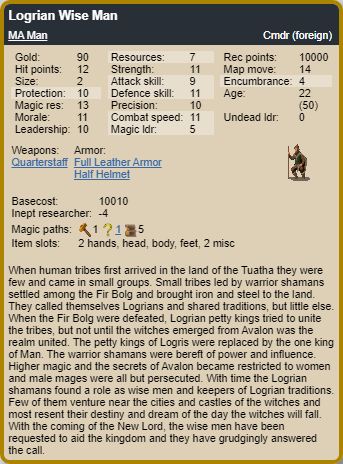 Logrian Wise Man
MA Man Cmdr (foreign)
Gold: 90 Resources: 7 Rec points: 10000
Hit points: 12 Strength: 11 Map move: 14
Size: 2 Attack skill: 9 Encumbrance: 4
Protection: 10 Defence skill: 11 Age: 22
Magic res: 13 Precision: 10 (50)
Morale: 11 Combat speed: 11 Undead ldr: 0
Leadership: 10 Magic ldr: 5
Weapons: Armor:
Quarterstaff Full Leather Armor
Half Helmet
Basecost: 10010
Inept researcher: -4
Magic paths: 1 ? 1 5
Item slots: 2 hands, head, body, feet, 2 misc
When human tribes first arrived in the land of the Tuatha they were
few and came in small groups. Small tribes led by warrior shamans
settled among the Fir Bolg and brought iron and steel to the land.
They called themselves Logrians and shared traditions, but little else.
When the Fir Bolg were defeated, Logrian petty kings tried to unite
the tribes, but not until the witches emerged from Avalon was the
realm united. The petty kings of Logris were replaced by the one king
of Man. The warrior shamans were bereft of power and influence.
Higher magic and the secrets of Avalon became restricted to women
and male mages were all but persecuted. With time the Logrian
shamans found a role as wise men and keepers of Logrian traditions.
Few of them venture near the cities and castles of the witches and
most resent their destiny and dream of the day the witches will fall.
With the coming of the New Lord, the wise men have been
requested to aid the kingdom and they have grudgingly answered
the call.